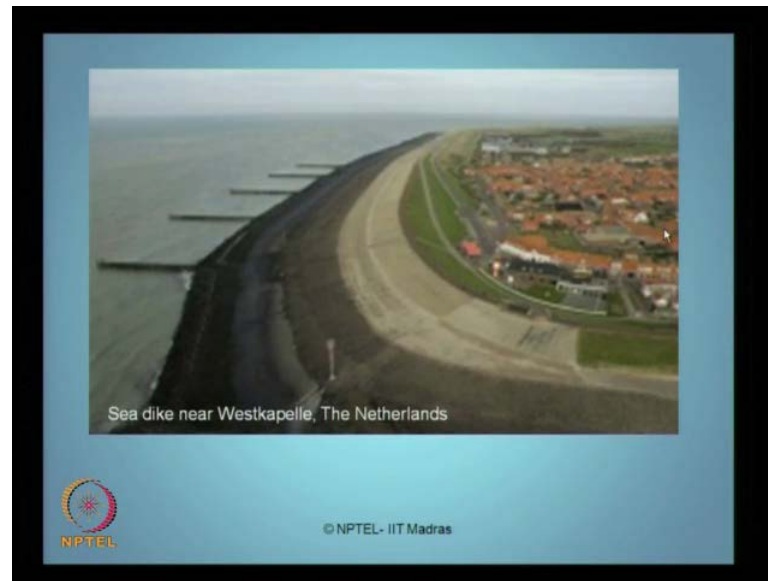 Sea dike near Westkapelle, The Netherlands
NPTEL
© NPTEL- IIT Madras